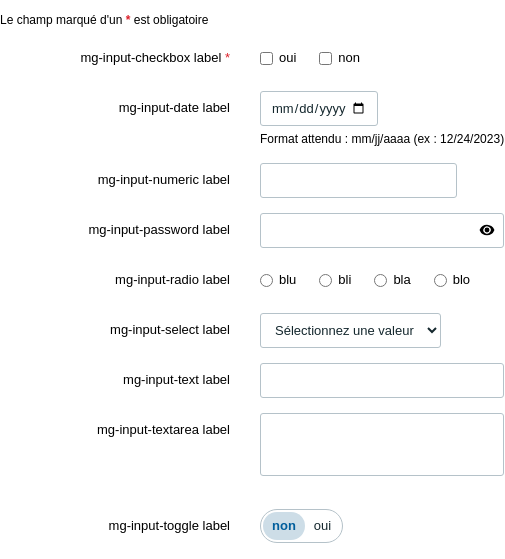 Le champ marqué d'un * est obligatoire
mg-input-checkbox label * oui non
mg-input-date label mm/dd/yyyy
Format attendu : mm/jj/aaaa (ex : 12/24/2023)
mg-input-numeric label
mg-input-password label
mg-input-radio label blu bli bla blo
mg-input-select label Sélectionnez une valeur
mg-input-text label
mg-input-textarea label
mg-input-toggle label non oui